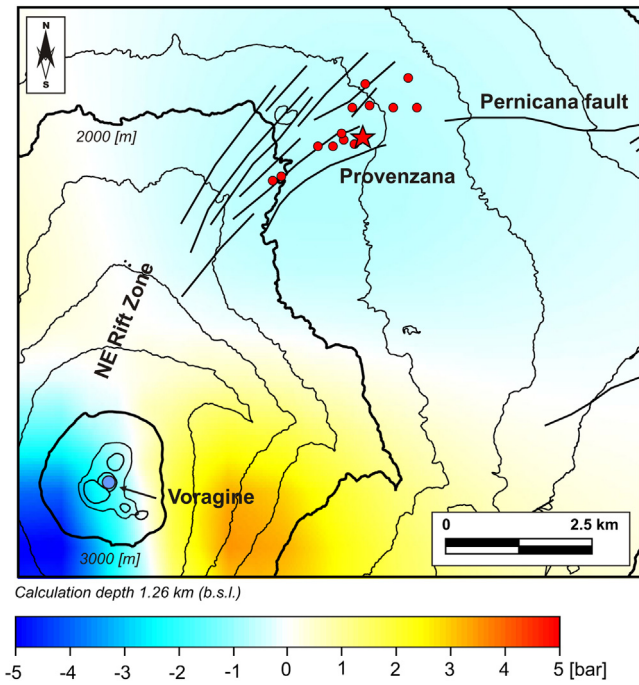 N
S
2000 [m]
Pernicana fault
Provenzana
NE Rift Zone
Voragine
3000 [m]
0 2.5 km
Calculation depth 1.26 km (b.s.l.)
-5 -4 -3 -2 -1 0 1 2 3 4 5 [bar]